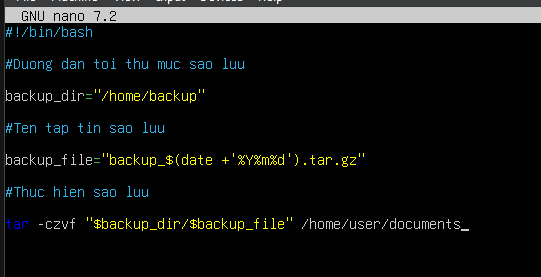 GNU nano 7.2
#!/bin/bash
#Duong dan toi thu muc sao luu
backup_dir="/home/backup"
#Ten tap tin sao luu
backup_file="backup_$(date +'%Y%m%d').tar.gz"
#Thuc hien sao luu
tar -czvf "$backup_dir/$backup_file" /home/user/documents